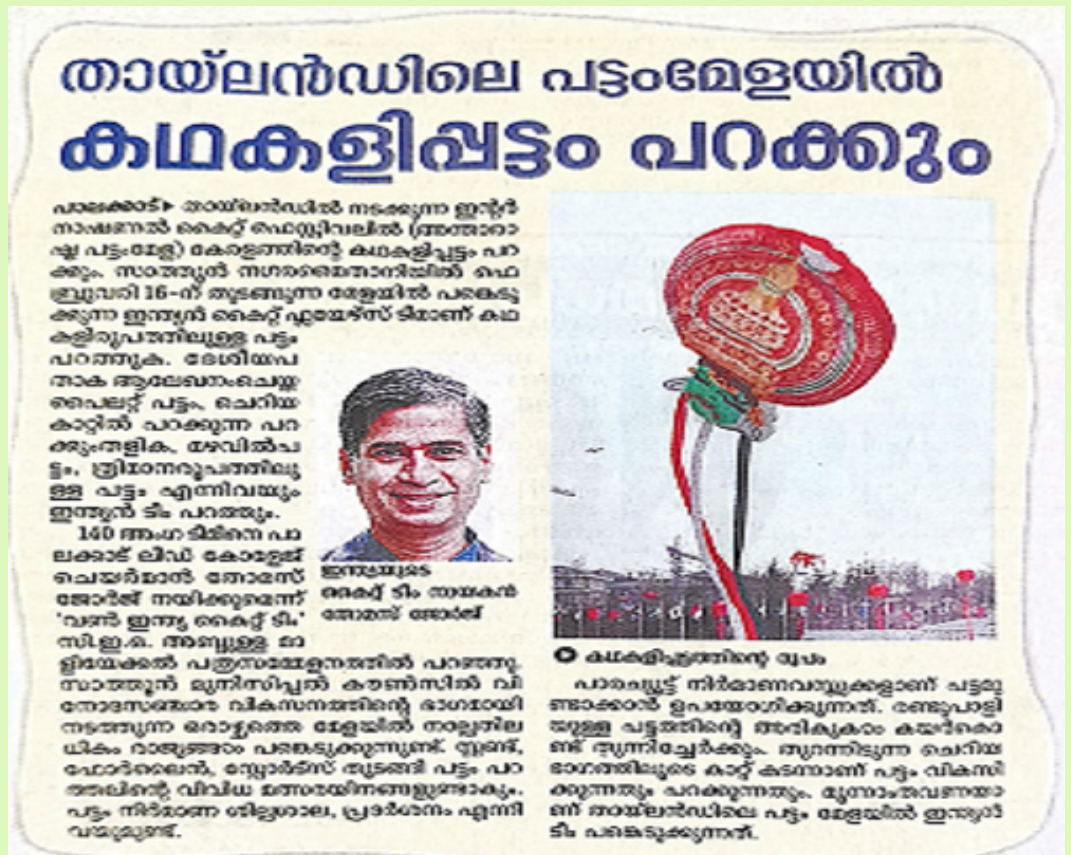 തായ്‌ലൻഡിലെ പട്ടംമേളയിൽ
കഥകളിപ്പട്ടം പറക്കും
പാലക്കാട്▸ തായ്‌ലൻഡിൽ നടക്കുന്ന ഇന്റർ
നാഷണൽ കൈറ്റ് ഫെസ്റ്റിവലിൽ (അന്താരാ
ഷ്ട്ര പട്ടംമേള) കേരളത്തിന്റെ കഥകളിപ്പട്ടം പറ
ക്കും. സാത്തൂൻ നഗരമൈതാനിയിൽ ഫെ
ബ്രുവരി 16-ന് തുടങ്ങുന്ന മേളയിൽ പങ്കെടു
ക്കുന്ന ഇന്ത്യൻ കൈറ്റ് ഫ്ലയേഴ്‌സ് ടീമാണ് കഥ
കളിരൂപത്തിലുള്ള പട്ടം
പറത്തുക. ദേശീയപ
താക ആലേഖനംചെയ്ത
പൈലറ്റ് പട്ടം, ചെറിയ
കാറ്റിൽ പറക്കുന്ന പറ
ക്കുംതളിക, മഴവിൽപ
ട്ടം, ത്രിമാനരൂപത്തിലു
ള്ള പട്ടം എന്നിവയും
ഇന്ത്യൻ ടീം പറത്തും.
140 അംഗ ടീമിനെ പാ
ലക്കാട് ലീഡ് കോളേജ്
ചെയർമാൻ തോമസ്
ജോർജ് നയിക്കുമെന്ന്
'വൺ ഇന്ത്യ കൈറ്റ് ടീം'
സി.ഇ.ഒ. അബ്ദുള്ള മാ
ളിയേക്കൽ പത്രസമ്മേളനത്തിൽ പറഞ്ഞു.
സാത്തൂൻ മുനിസിപ്പൽ കൗൺസിൽ വി
നോദസഞ്ചാര വികസനത്തിന്റെ ഭാഗമായി
നടത്തുന്ന ഒരാഴ്ചത്തെ മേളയിൽ നാല്പതില
ധികം രാജ്യങ്ങൾ പങ്കെടുക്കുന്നുണ്ട്. സ്റ്റണ്ട്,
ഫോർലൈൻ, സ്പോർട്സ് തുടങ്ങി പട്ടം പറ
ത്തലിന്റെ വിവിധ മത്സരയിനങ്ങളുണ്ടാകും.
പട്ടം നിർമാണ ശില്പശാല, പ്രദർശനം എന്നി
വയുമുണ്ട്.
ഇന്ത്യയുടെ
കൈറ്റ് ടീം നായകൻ
തോമസ് ജോർജ്
കഥകളിപ്പട്ടത്തിന്റെ രൂപം
പാരച്യൂട്ട് നിർമാണവസ്തുക്കളാണ് പട്ടമു
ണ്ടാക്കാൻ ഉപയോഗിക്കുന്നത്. രണ്ടുപാളി
യുള്ള പട്ടത്തിന്റെ അരികുകൾ കയർകൊ
ണ്ട് തുന്നിച്ചേർക്കും. തുറന്നിടുന്ന ചെറിയ
ഭാഗത്തിലൂടെ കാറ്റ് കടന്നാണ് പട്ടം വികസി
ക്കുന്നതും പറക്കുന്നതും. മൂന്നാംതവണയാ
ണ് തായ്‌ലൻഡിലെ പട്ടം മേളയിൽ ഇന്ത്യൻ
ടീം പങ്കെടുക്കുന്നത്.